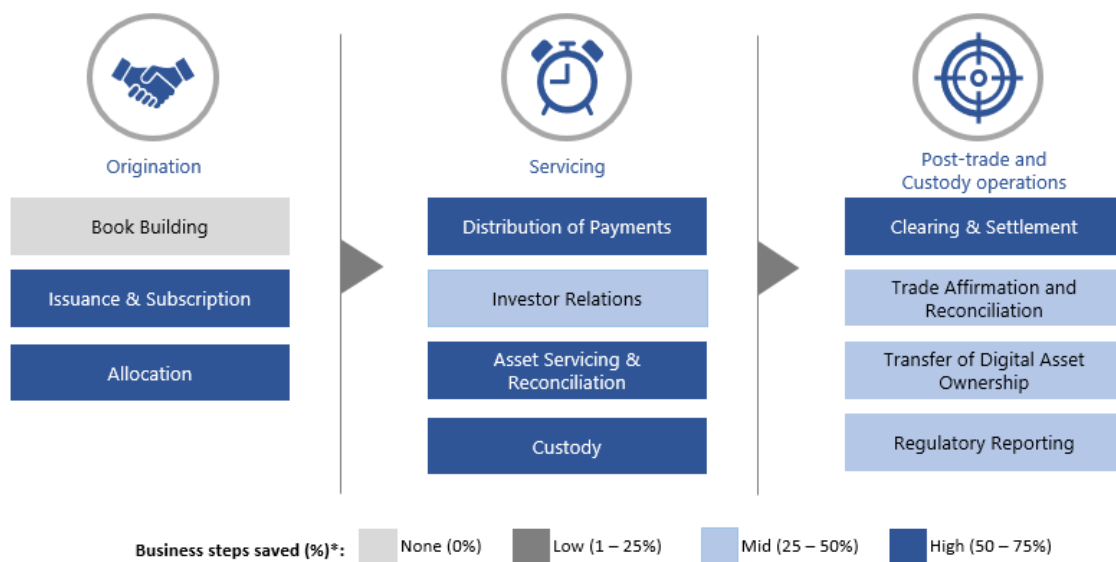 Origination
Book Building
Issuance & Subscription
Allocation
Servicing
Distribution of Payments
Investor Relations
Asset Servicing &
Reconciliation
Custody
Post-trade and
Custody operations
Clearing & Settlement
Trade Affirmation and
Reconciliation
Transfer of Digital Asset
Ownership
Regulatory Reporting
Business steps saved (%)*: None (0%) Low (1 – 25%) Mid (25 – 50%) High (50 – 75%)